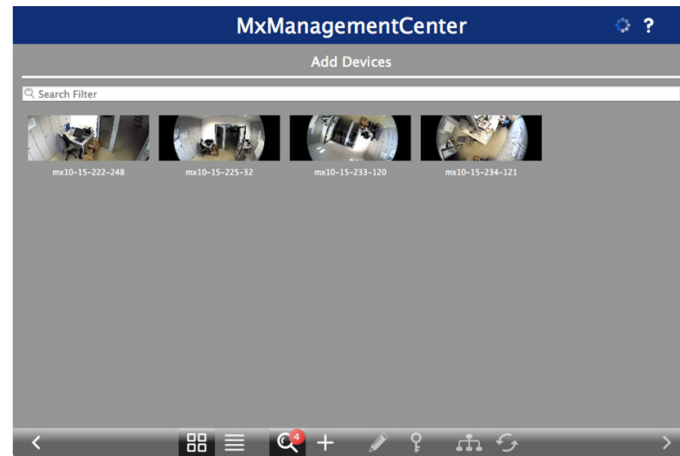 MxManagementCenter
?
Add Devices
Search Filter
mx10-15-222-248
mx10-15-225-32
mx10-15-233-120
mx10-15-234-121
4